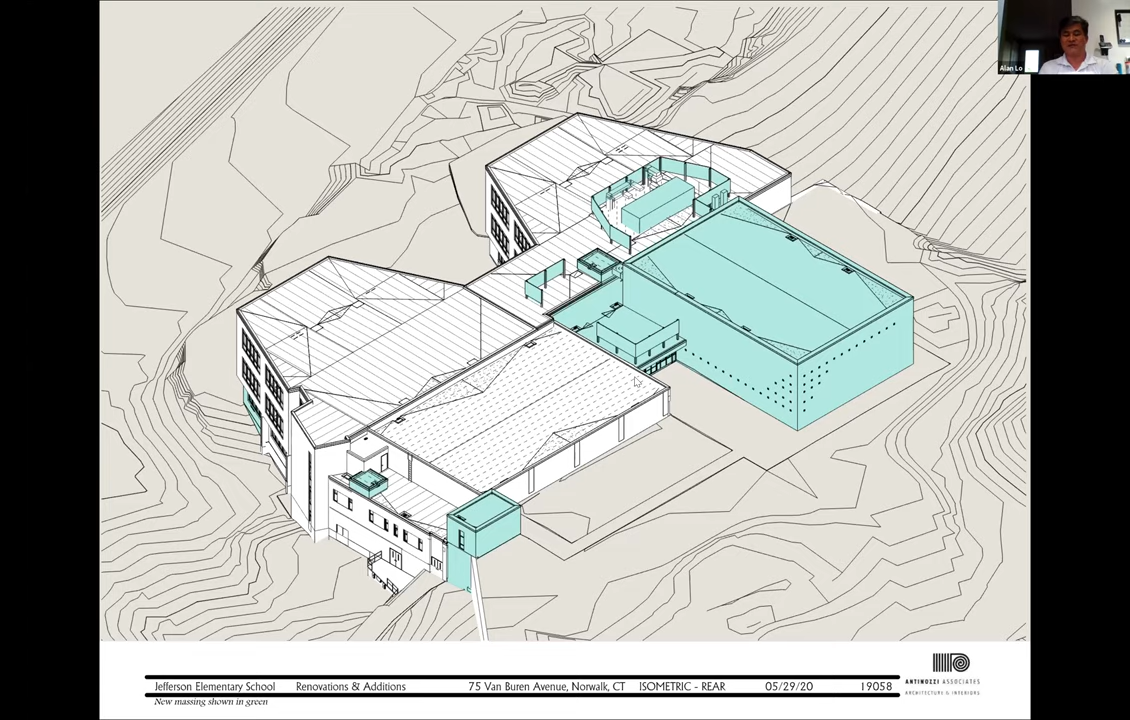 Alan Lo
Jefferson Elementary School Renovations & Additions 75 Van Buren Avenue, Norwalk, CT ISOMETRIC - REAR 05/29/20 19058
New massing shown in green
ANTINOZZI ASSOCIATES
ARCHITECTURE & INTERIORS